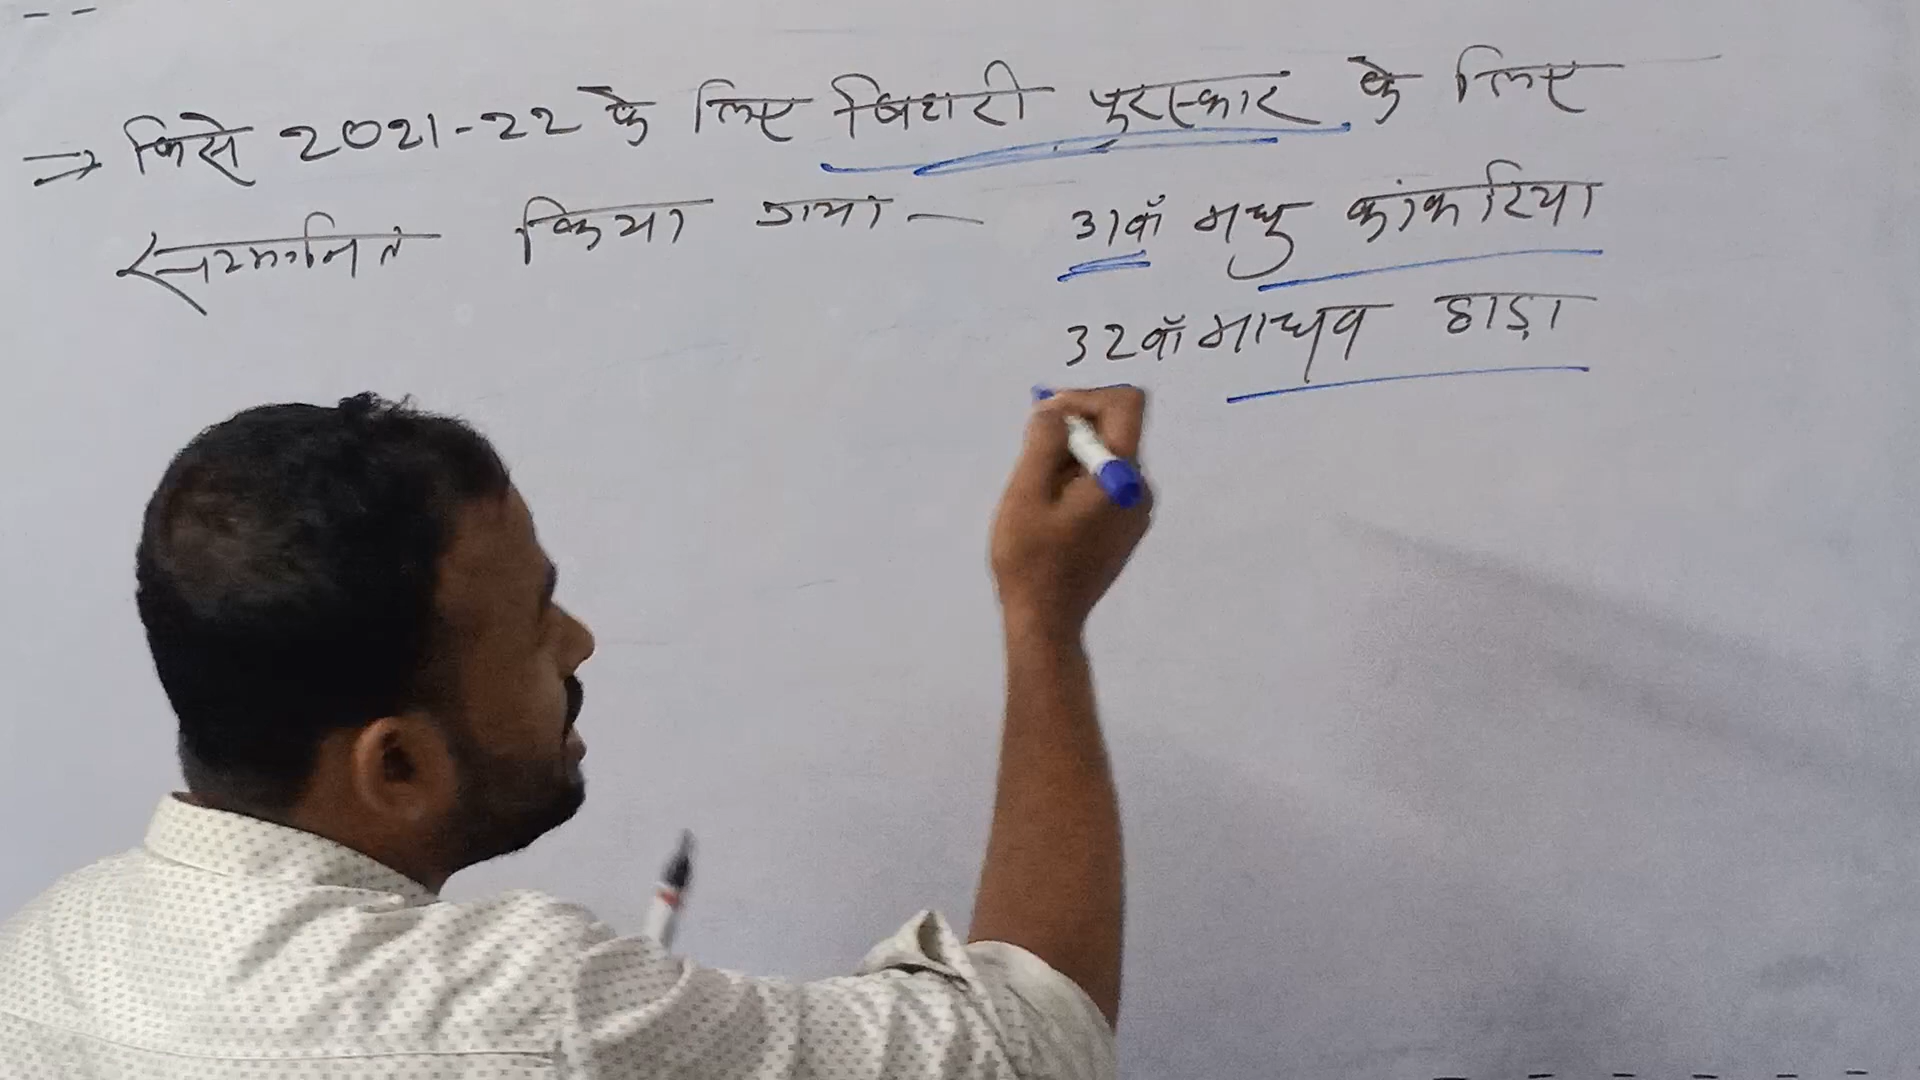 ⇒ किसे 2021-22 के लिए बिहारी पुरस्कार के लिए
सम्मानित किया गया — 31वाँ मधु कांकरिया
32वाँ माधव हाड़ा